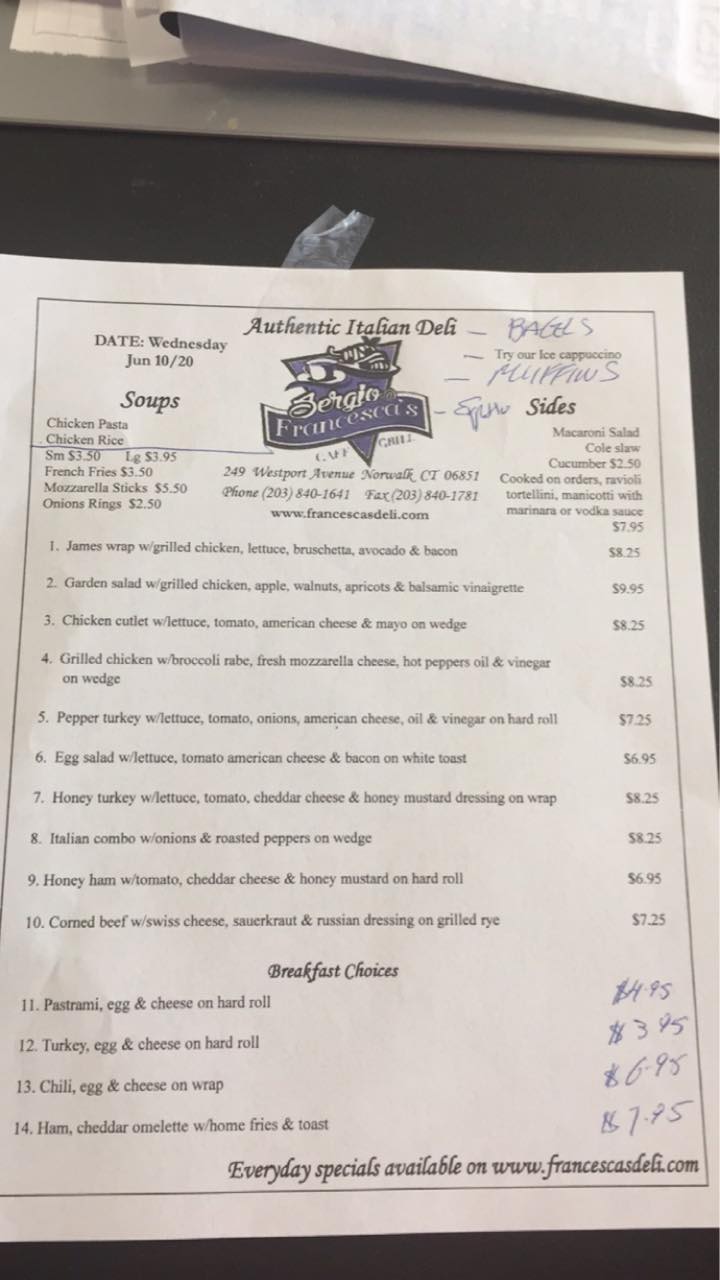 Authentic Italian Deli - BAGELS
DATE: Wednesday
Jun 10/20
- Try our Ice cappuccino
- MUFFINS
Soups
Chicken Pasta
Chicken Rice
Sm $3.50 Lg $3.95
French Fries $3.50
Mozzarella Sticks $5.50
Onions Rings $2.50
Sergio
Francesca's
CAFE GRILL
249 Westport Avenue Norwalk, CT 06851
Phone (203) 840-1641 Fax (203) 840-1781
www.francescasdeli.com
Sides
Macaroni Salad
Cole slaw
Cucumber $2.50
Cooked on orders, ravioli
tortellini, manicotti with
marinara or vodka sauce
$7.95
1. James wrap w/grilled chicken, lettuce, bruschetta, avocado & bacon $8.25
2. Garden salad w/grilled chicken, apple, walnuts, apricots & balsamic vinaigrette $9.95
3. Chicken cutlet w/lettuce, tomato, american cheese & mayo on wedge $8.25
4. Grilled chicken w/broccoli rabe, fresh mozzarella cheese, hot peppers oil & vinegar
on wedge $8.25
5. Pepper turkey w/lettuce, tomato, onions, american cheese, oil & vinegar on hard roll $7.25
6. Egg salad w/lettuce, tomato american cheese & bacon on white toast $6.95
7. Honey turkey w/lettuce, tomato, cheddar cheese & honey mustard dressing on wrap $8.25
8. Italian combo w/onions & roasted peppers on wedge $8.25
9. Honey ham w/tomato, cheddar cheese & honey mustard on hard roll $6.95
10. Corned beef w/swiss cheese, sauerkraut & russian dressing on grilled rye $7.25
Breakfast Choices
11. Pastrami, egg & cheese on hard roll $4.95
12. Turkey, egg & cheese on hard roll $3.95
13. Chili, egg & cheese on wrap $6.95
14. Ham, cheddar omelette w/home fries & toast $7.95
Everyday specials available on www.francescasdeli.com